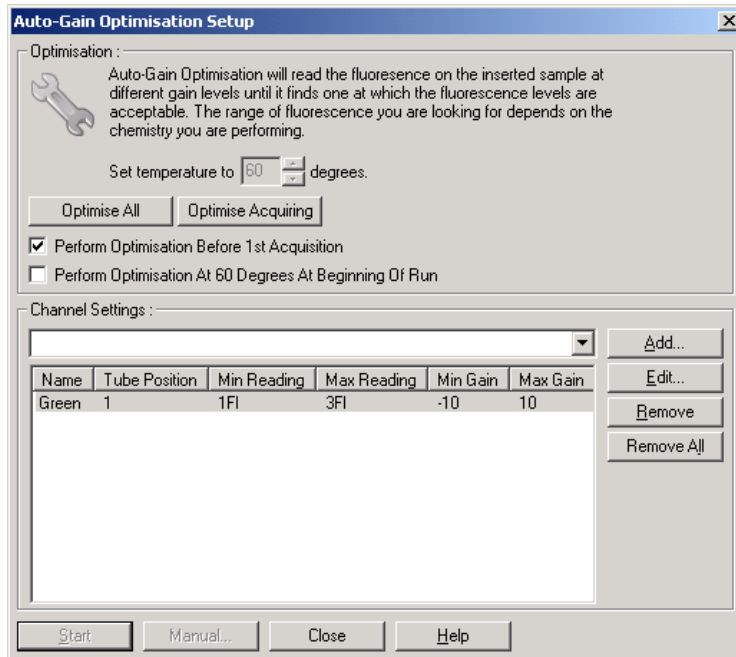 Auto-Gain Optimisation Setup
Optimisation :
Auto-Gain Optimisation will read the fluoresence on the inserted sample at
different gain levels until it finds one at which the fluorescence levels are
acceptable. The range of fluorescence you are looking for depends on the
chemistry you are performing.
Set temperature to 60 degrees.
Optimise All Optimise Acquiring
Perform Optimisation Before 1st Acquisition
Perform Optimisation At 60 Degrees At Beginning Of Run
Channel Settings :
Add...
Name Tube Position Min Reading Max Reading Min Gain Max Gain Edit...
Green 1 1Fl 3Fl -10 10
Remove
Remove All
Start Manual... Close Help